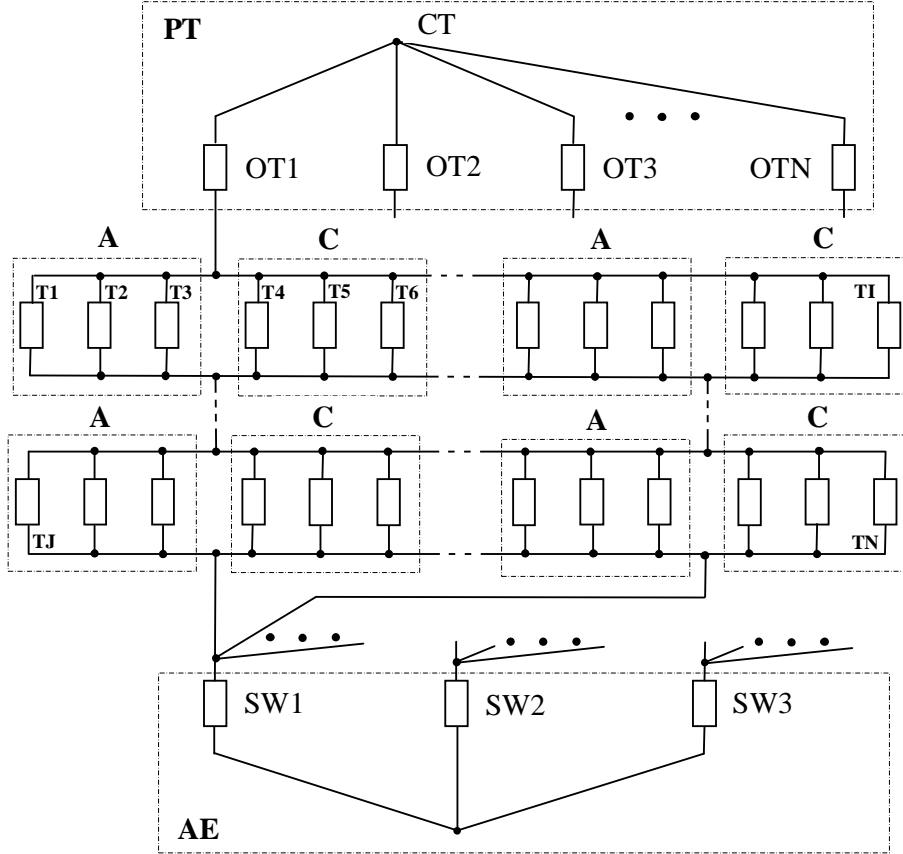 PT
CT
OT1 OT2 OT3 OTN
A C A C
T1 T2 T3 T4 T5 T6 TI
A C A C
TJ TN
SW1 SW2 SW3
AE